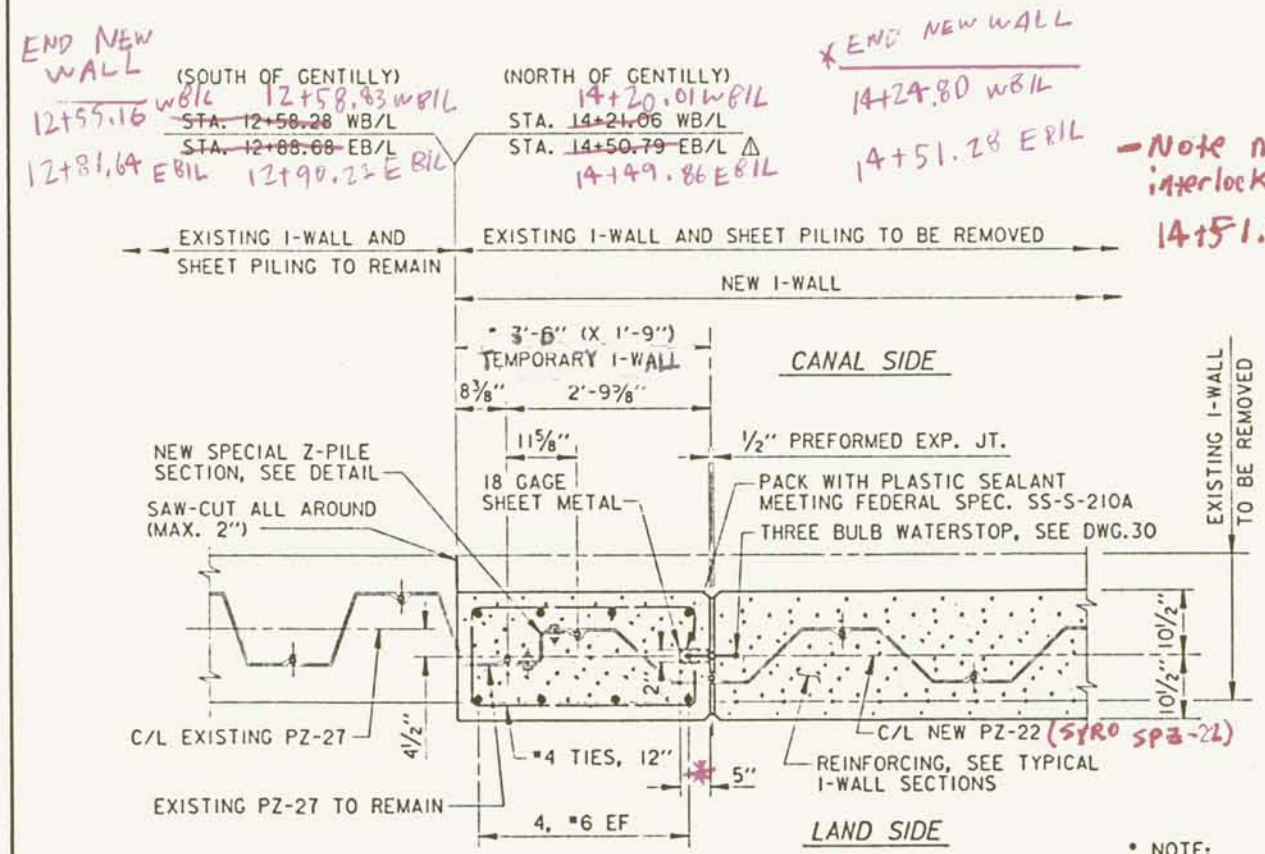 END NEW
WALL
12+55.16 WB/L
12+81.64 EB/L
(SOUTH OF GENTILLY)
12+58.83 WB/L
STA. 12+58.28 WB/L
STA. 12+88.68 EB/L
12+90.22 EB/L
(NORTH OF GENTILLY)
14+20.01 WB/L
STA. 14+21.06 WB/L
STA. 14+50.79 EB/L △
14+49.86 EB/L
* END NEW WALL
14+24.80 WB/L
14+51.28 EB/L
- Note
interlock
14+51.
EXISTING I-WALL AND
SHEET PILING TO REMAIN
EXISTING I-WALL AND SHEET PILING TO BE REMOVED
NEW I-WALL
• 3'-6" (X 1'-9")
TEMPORARY I-WALL
CANAL SIDE
8⅜"
2'-9⅜"
11⅝"
½" PREFORMED EXP. JT.
NEW SPECIAL Z-PILE
SECTION, SEE DETAIL
18 GAGE
SHEET METAL
PACK WITH PLASTIC SEALANT
MEETING FEDERAL SPEC. SS-S-210A
SAW-CUT ALL AROUND
(MAX. 2")
THREE BULB WATERSTOP, SEE DWG.30
EXISTING I-WALL
TO BE REMOVED
10½"
10½"
2"
4½"
C/L EXISTING PZ-27
C/L NEW PZ-22 (SYRO SPZ-22)
#4 TIES, 12"
*
5"
REINFORCING, SEE TYPICAL
I-WALL SECTIONS
EXISTING PZ-27 TO REMAIN
4, #6 EF
LAND SIDE
• NOTE: